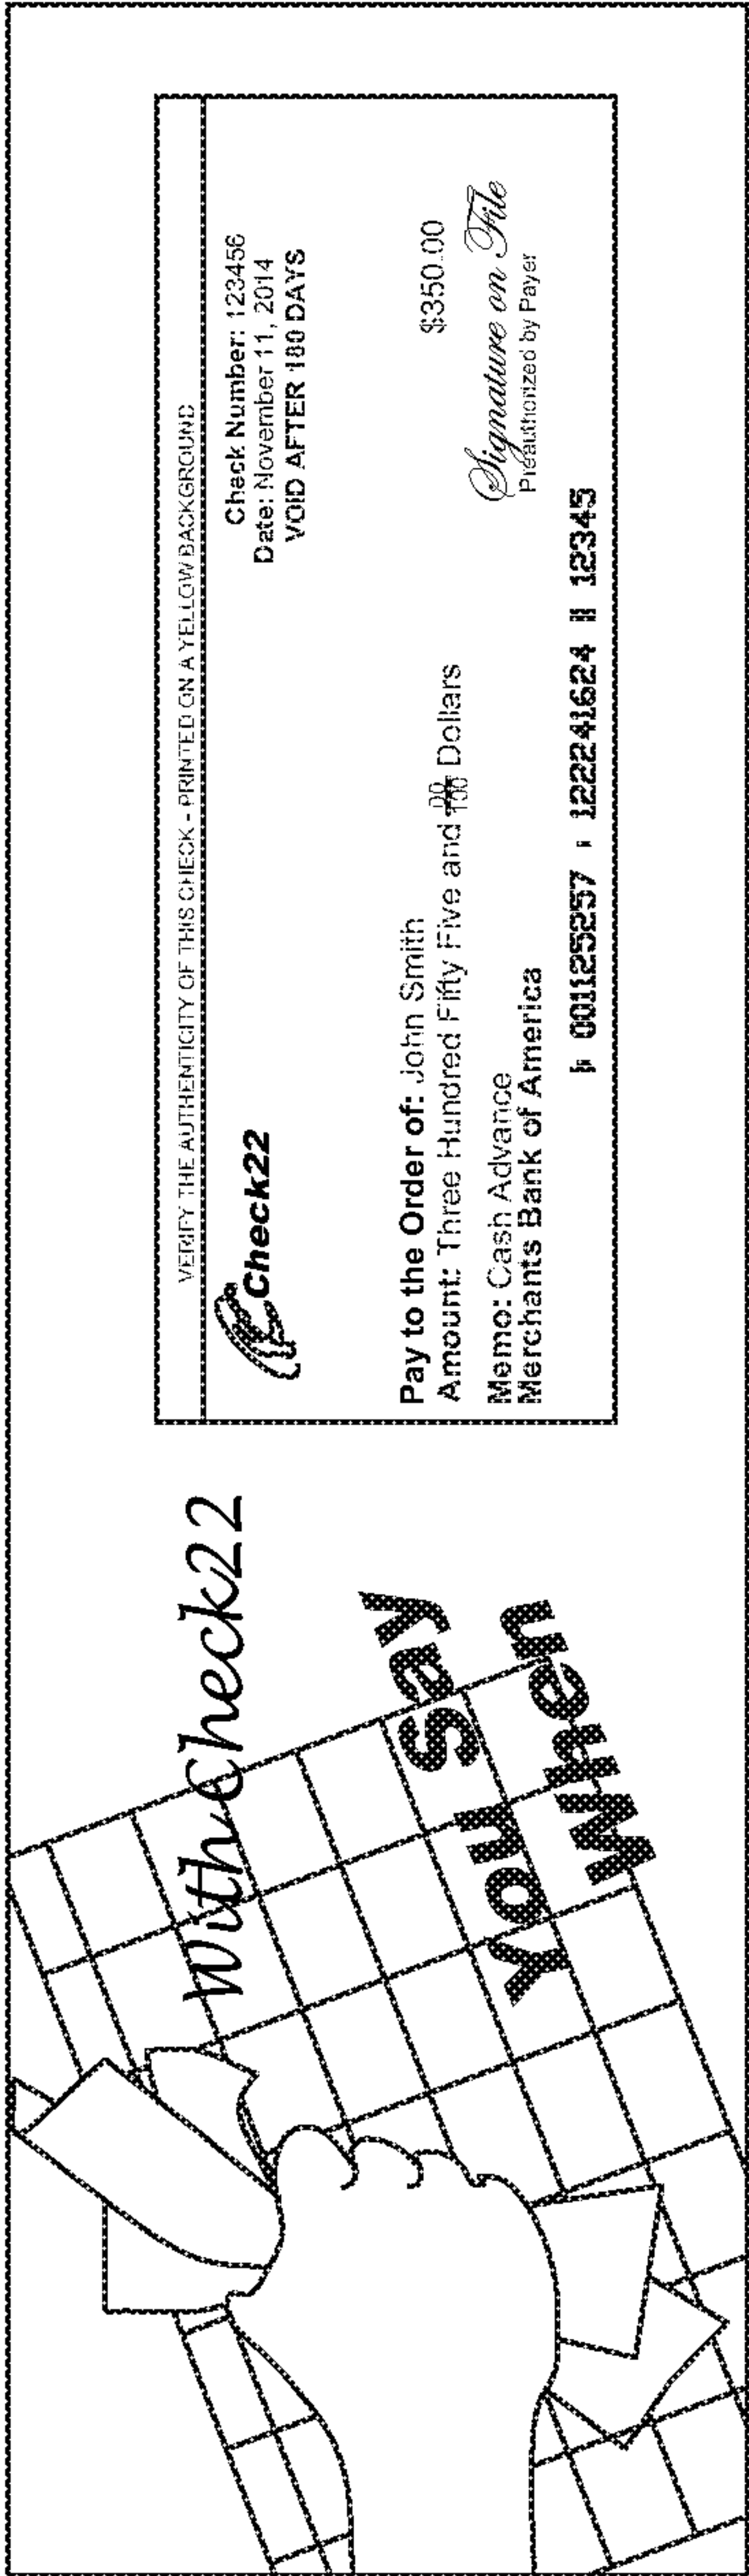 With Check22
You Say
When
VERIFY THE AUTHENTICITY OF THIS CHECK - PRINTED ON A YELLOW BACKGROUND
Check22
Check Number: 123456
Date: November 11, 2014
VOID AFTER 180 DAYS
Pay to the Order of: John Smith
Amount: Three Hundred Fifty Five and 00/100 Dollars
$350.00
Memo: Cash Advance
Merchants Bank of America
Signature on File
Preauthorized by Payer
⑈ 001125257 ⑆ 122241624 ⑈ 12345